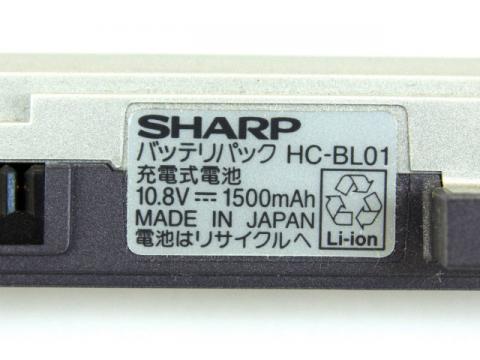 SHARP
バッテリパック HC-BL01
充電式電池
10.8V⎓ 1500mAh
MADE IN JAPAN
電池はリサイクルへ
Li-ion